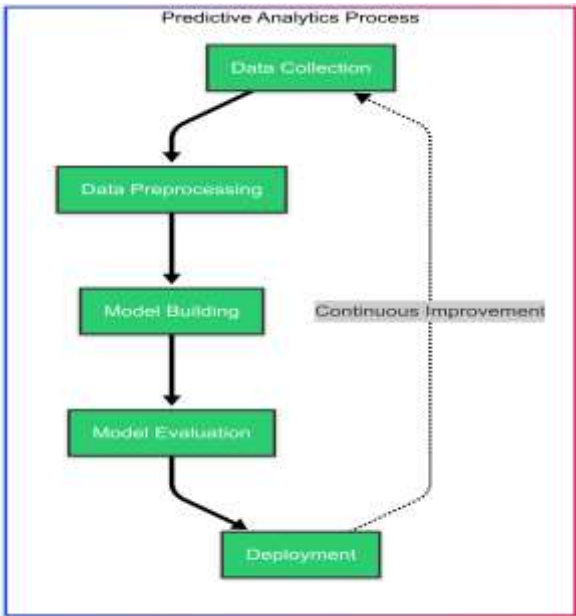 Predictive Analytics Process
Data Collection
Data Preprocessing
Model Building
Continuous Improvement
Model Evaluation
Deployment